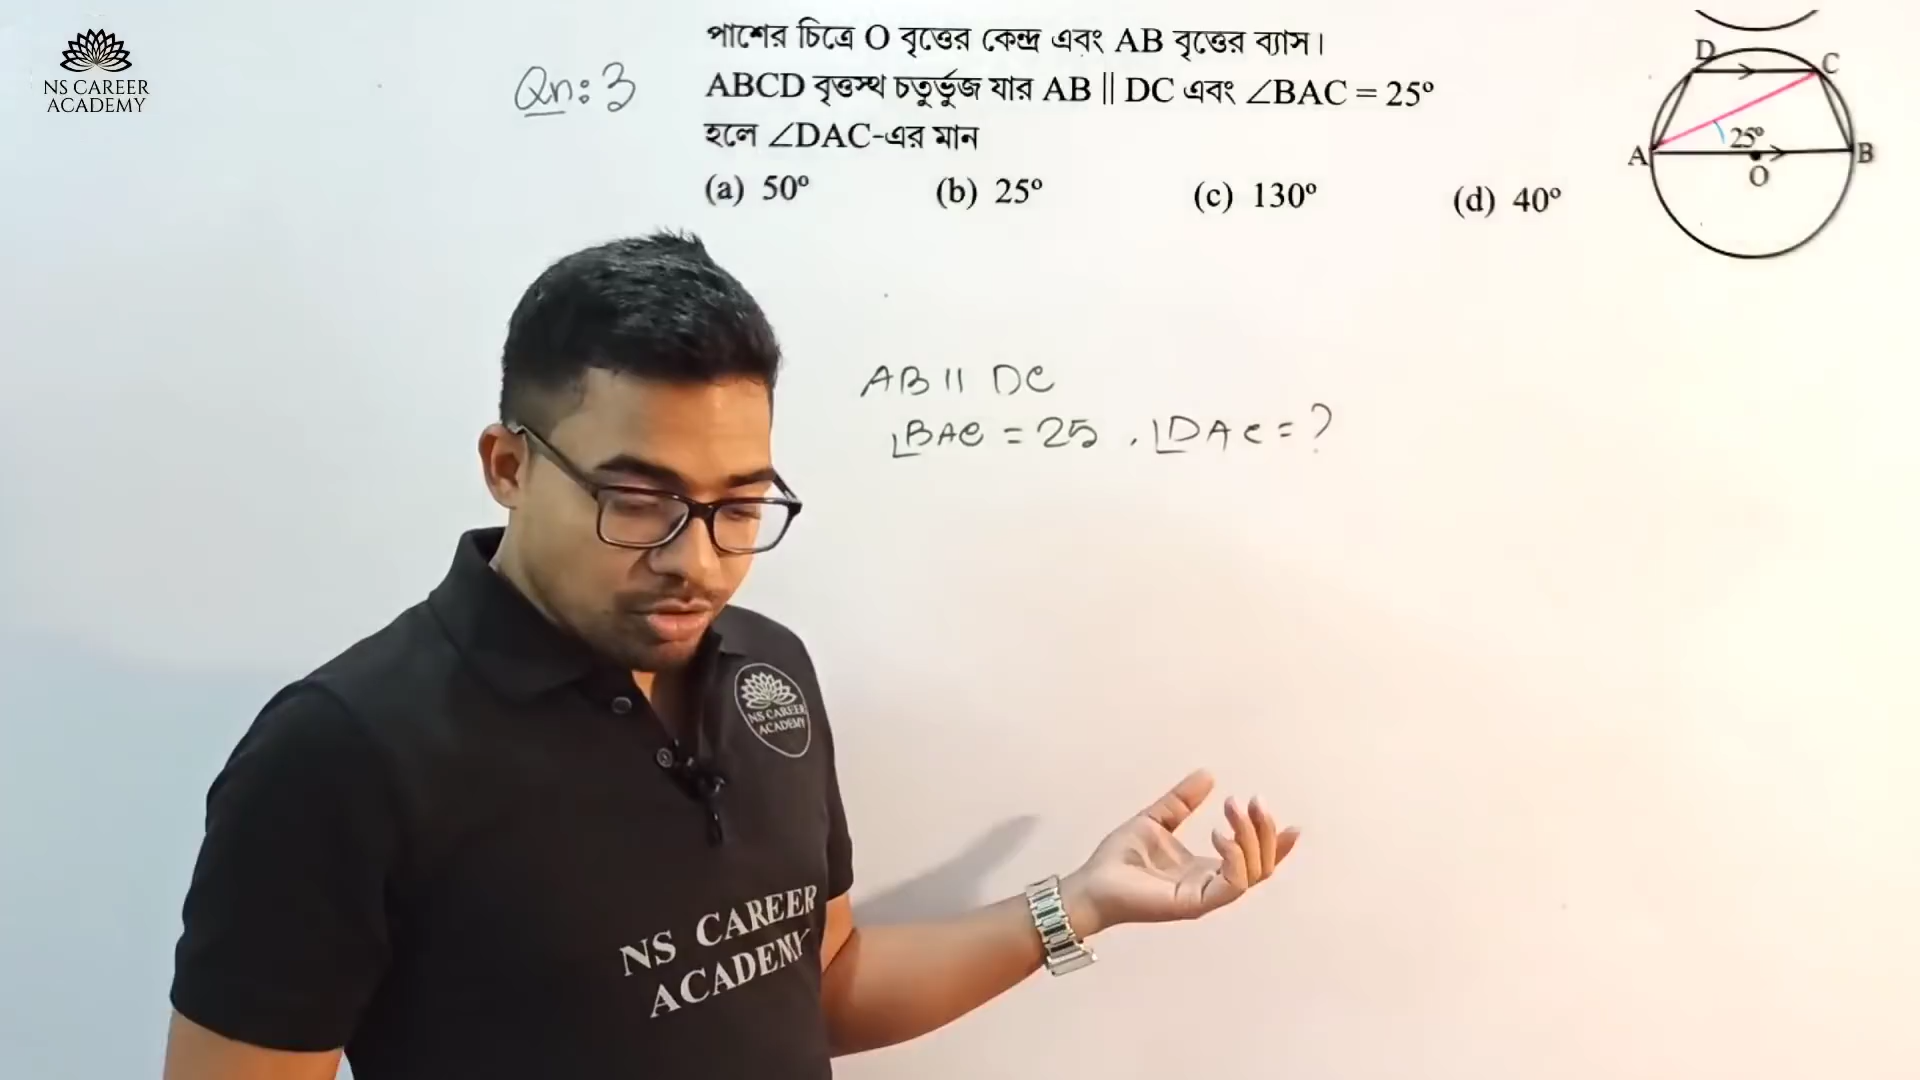 NS CAREER
ACADEMY
Qn: 3
পাশের চিত্রে O বৃত্তের কেন্দ্র এবং AB বৃত্তের ব্যাস।
ABCD বৃত্তস্থ চতুর্ভুজ যার AB || DC এবং ∠BAC = 25°
হলে ∠DAC-এর মান
(a) 50° (b) 25° (c) 130° (d) 40°
D C
25°
A B
O
AB || DC
∠BAC = 25 , ∠DAC = ?
NS CAREER
ACADEMY
NS CAREER
ACADEMY